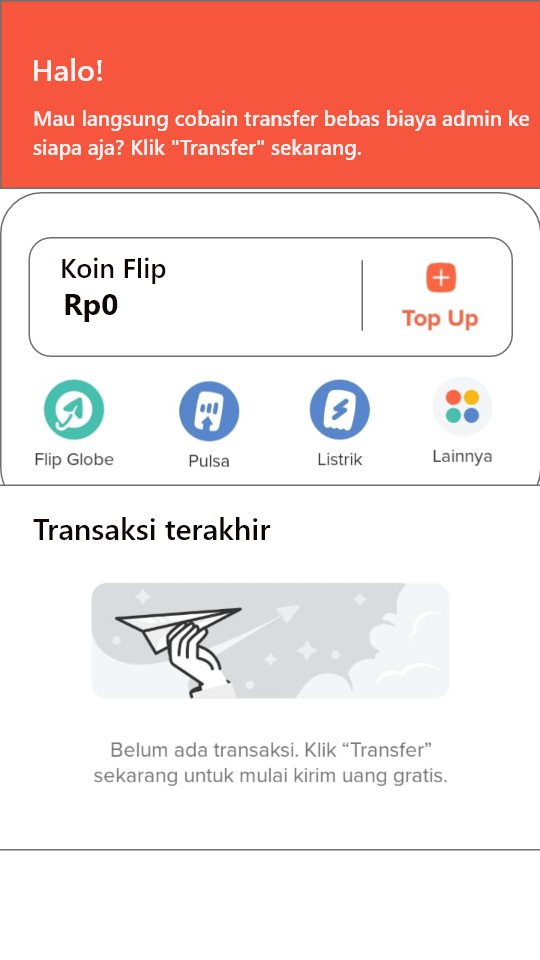 Halo!
Mau langsung cobain transfer bebas biaya admin ke
siapa aja? Klik "Transfer" sekarang.
Koin Flip
Rp0
Top Up
Flip Globe
Pulsa
Listrik
Lainnya
Transaksi terakhir
Belum ada transaksi. Klik “Transfer”
sekarang untuk mulai kirim uang gratis.